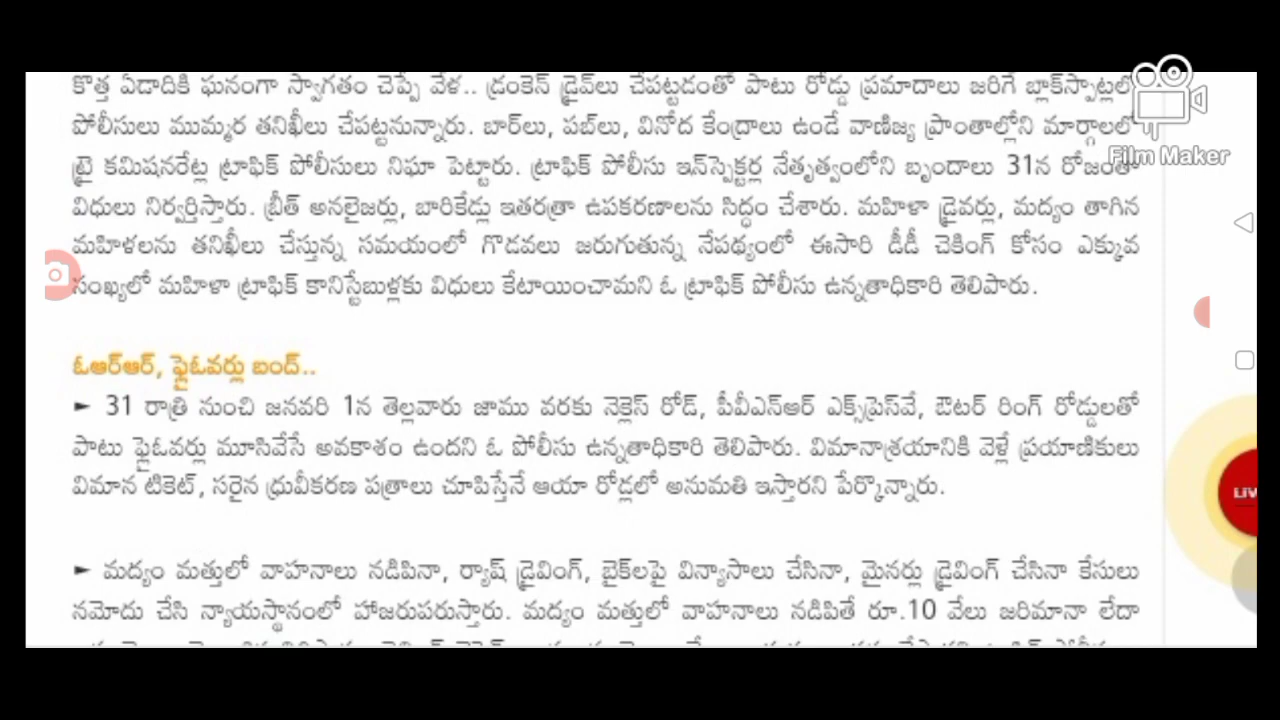 కొత్త ఏడాదికి ఘనంగా స్వాగతం చెప్పే వేళ.. డ్రంకెన్ డ్రైవ్‌లు చేపట్టడంతో పాటు రోడ్డు ప్రమాదాలు జరిగే బ్లాక్‌స్పాట్లలో
పోలీసులు ముమ్మర తనిఖీలు చేపట్టనున్నారు. బార్‌లు, పబ్‌లు, వినోద కేంద్రాలు ఉండే వాణిజ్య ప్రాంతాల్లోని మార్గాలలో
ట్రై కమిషనరేట్ల ట్రాఫిక్ పోలీసులు నిఘా పెట్టారు. ట్రాఫిక్ పోలీసు ఇన్‌స్పెక్టర్ల నేతృత్వంలోని బృందాలు 31న రోజంతా
విధులు నిర్వర్తిస్తారు. బ్రీత్ అనలైజర్లు, బారికేడ్లు ఇతరత్రా ఉపకరణాలను సిద్ధం చేశారు. మహిళా డ్రైవర్లు, మద్యం తాగిన
మహిళలను తనిఖీలు చేస్తున్న సమయంలో గొడవలు జరుగుతున్న నేపథ్యంలో ఈసారి డీడీ చెకింగ్ కోసం ఎక్కువ
సంఖ్యలో మహిళా ట్రాఫిక్ కానిస్టేబుళ్లకు విధులు కేటాయించామని ఓ ట్రాఫిక్ పోలీసు ఉన్నతాధికారి తెలిపారు.
ఓఆర్ఆర్, ఫ్లైఓవర్లు బంద్..
► 31 రాత్రి నుంచి జనవరి 1న తెల్లవారు జాము వరకు నెక్లెస్ రోడ్, పీవీఎన్ఆర్ ఎక్స్‌ప్రెస్‌వే, ఔటర్ రింగ్ రోడ్డులతో
పాటు ఫ్లైఓవర్లు మూసివేసే అవకాశం ఉందని ఓ పోలీసు ఉన్నతాధికారి తెలిపారు. విమానాశ్రయానికి వెళ్లే ప్రయాణికులు
విమాన టికెట్, సరైన ధ్రువీకరణ పత్రాలు చూపిస్తేనే ఆయా రోడ్లలో అనుమతి ఇస్తారని పేర్కొన్నారు.
► మద్యం మత్తులో వాహనాలు నడిపినా, ర్యాష్ డ్రైవింగ్, బైక్‌లపై విన్యాసాలు చేసినా, మైనర్లు డ్రైవింగ్ చేసినా కేసులు
నమోదు చేసి న్యాయస్థానంలో హాజరుపరుస్తారు. మద్యం మత్తులో వాహనాలు నడిపితే రూ.10 వేలు జరిమానా లేదా
Film Maker